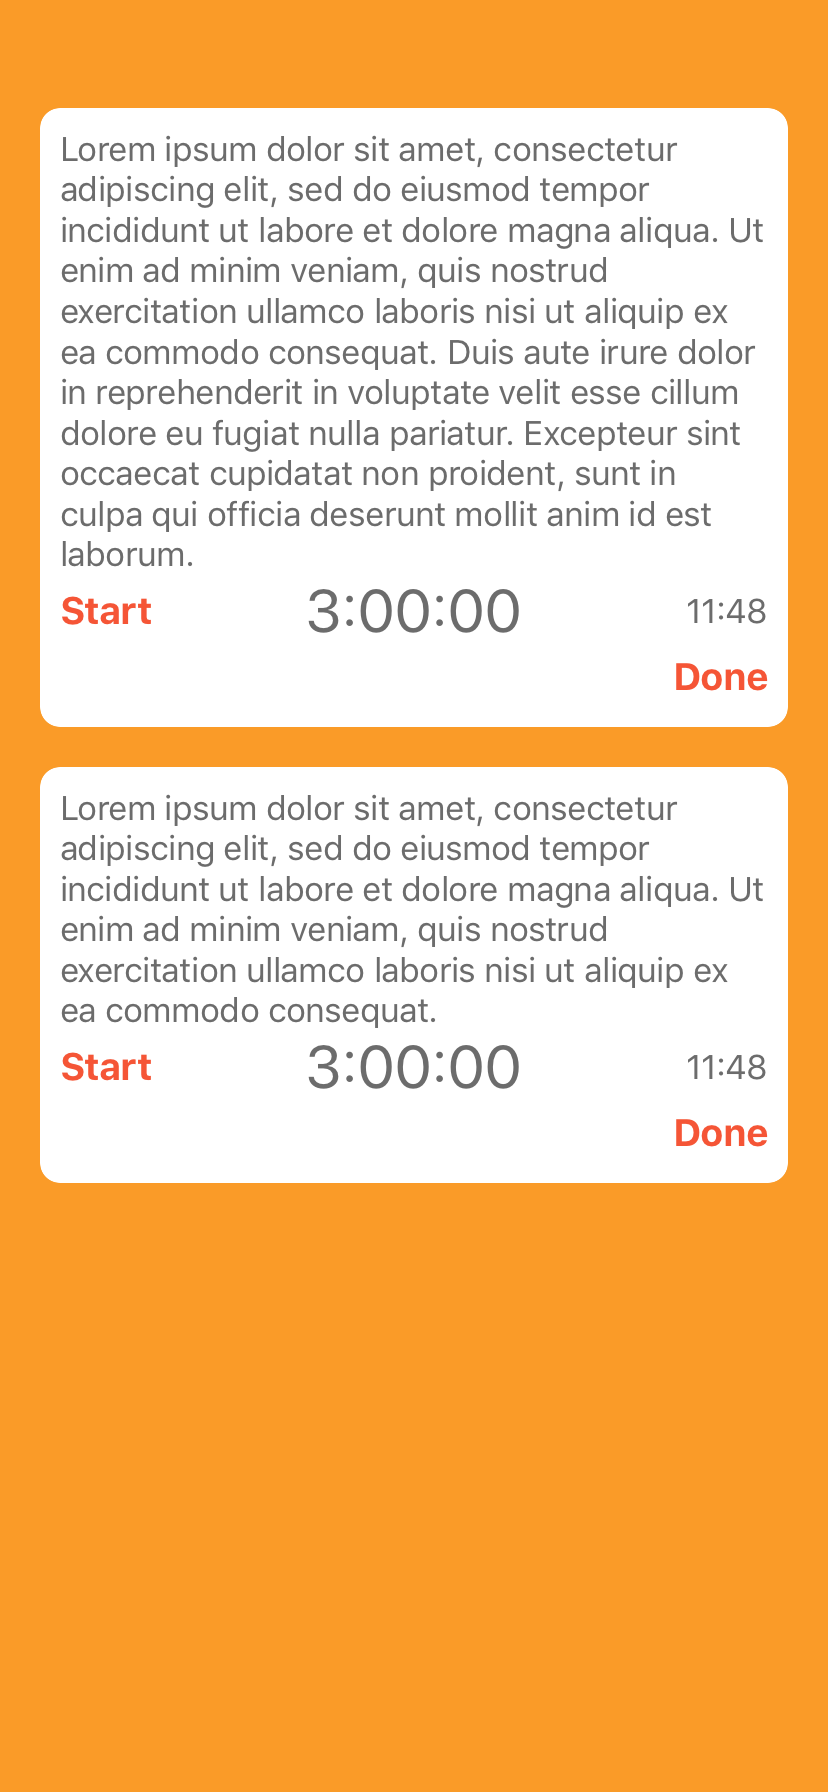 Lorem ipsum dolor sit amet, consectetur
adipiscing elit, sed do eiusmod tempor
incididunt ut labore et dolore magna aliqua. Ut
enim ad minim veniam, quis nostrud
exercitation ullamco laboris nisi ut aliquip ex
ea commodo consequat. Duis aute irure dolor
in reprehenderit in voluptate velit esse cillum
dolore eu fugiat nulla pariatur. Excepteur sint
occaecat cupidatat non proident, sunt in
culpa qui officia deserunt mollit anim id est
laborum.
Start 3:00:00 11:48
Done
Lorem ipsum dolor sit amet, consectetur
adipiscing elit, sed do eiusmod tempor
incididunt ut labore et dolore magna aliqua. Ut
enim ad minim veniam, quis nostrud
exercitation ullamco laboris nisi ut aliquip ex
ea commodo consequat.
Start 3:00:00 11:48
Done